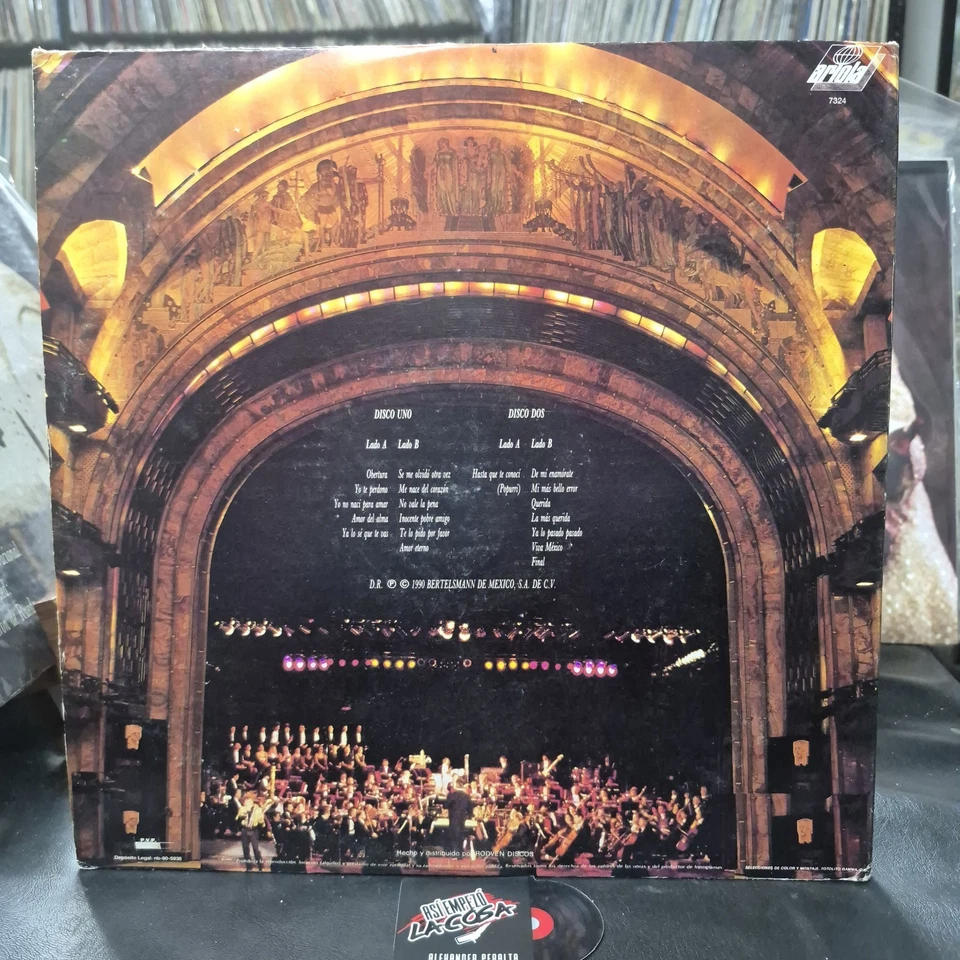 ariola
7324
DISCO UNO
Lado A
Obertura
Yo te perdono
Yo no nací para amar
Amor del alma
Ya lo sé que te vas
Lado B
Se me olvidó otra vez
Me nace del corazón
No vale la pena
Inocente pobre amigo
Te lo pido por favor
Amor eterno
DISCO DOS
Lado A
Hasta que te conocí
(Popurrí)
Lado B
De mi enamórate
Mi más bello error
Querida
La más querida
Ya lo pasado pasado
Viva México
Final
D.R. ℗ © 1990 BERTELSMANN DE MEXICO, S.A. DE C.V.
P.V.P.
Hecho y distribuido por RODVEN DISCOS
Depósito Legal:
ASÍ EMPEZÓ
LA COSA
ALEXANDER PERALTA